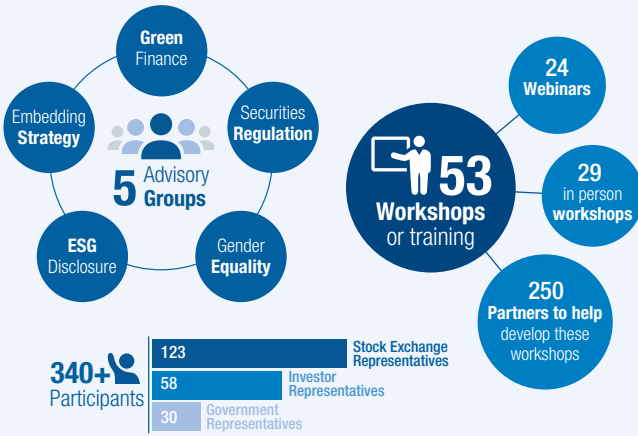 Green
Finance
Embedding
Strategy
Securities
Regulation
5 Advisory
Groups
ESG
Disclosure
Gender
Equality
53
Workshops
or training
24
Webinars
29
in person
workshops
250
Partners to help
develop these
workshops
340+
Participants
123
Stock Exchange
Representatives
58
Investor
Representatives
30
Government
Representatives